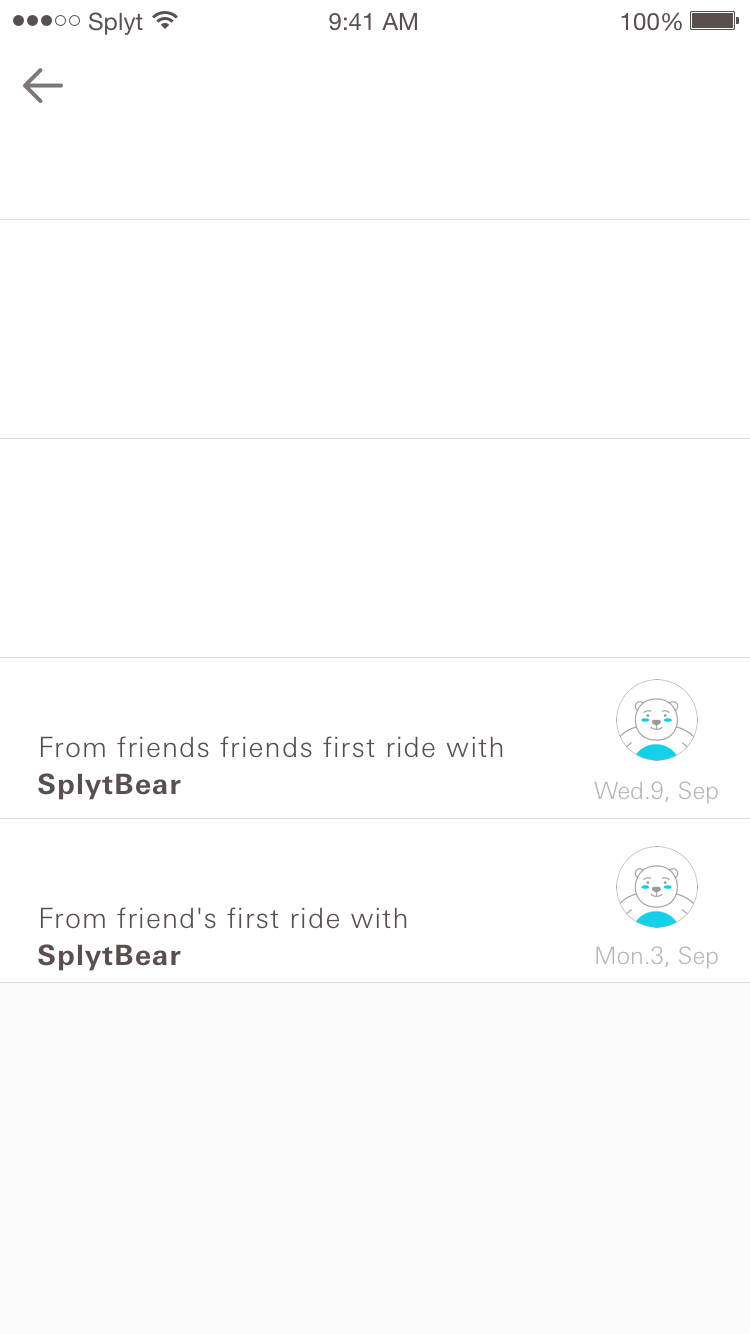 Splyt 9:41 AM 100%
From friends friends first ride with
SplytBear
Wed.9, Sep
From friend's first ride with
SplytBear
Mon.3, Sep